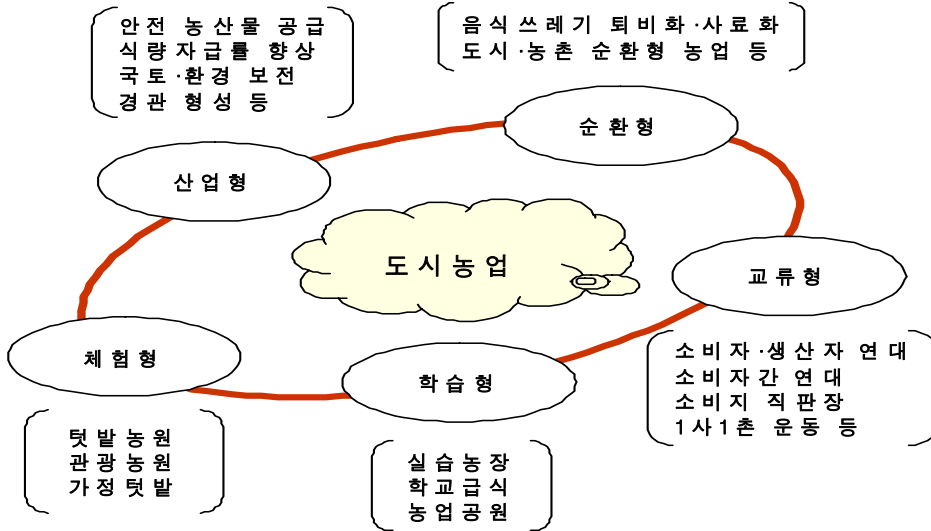 안전 농산물 공급
식량자급률 향상
국토·환경 보전
경관 형성 등
음식쓰레기 퇴비화·사료화
도시·농촌 순환형 농업 등
순환형
산업형
도시농업
교류형
체험형
학습형
소비자·생산자 연대
소비자간 연대
소비지 직판장
1사1촌 운동 등
텃밭농원
관광농원
가정텃밭
실습농장
학교급식
농업공원